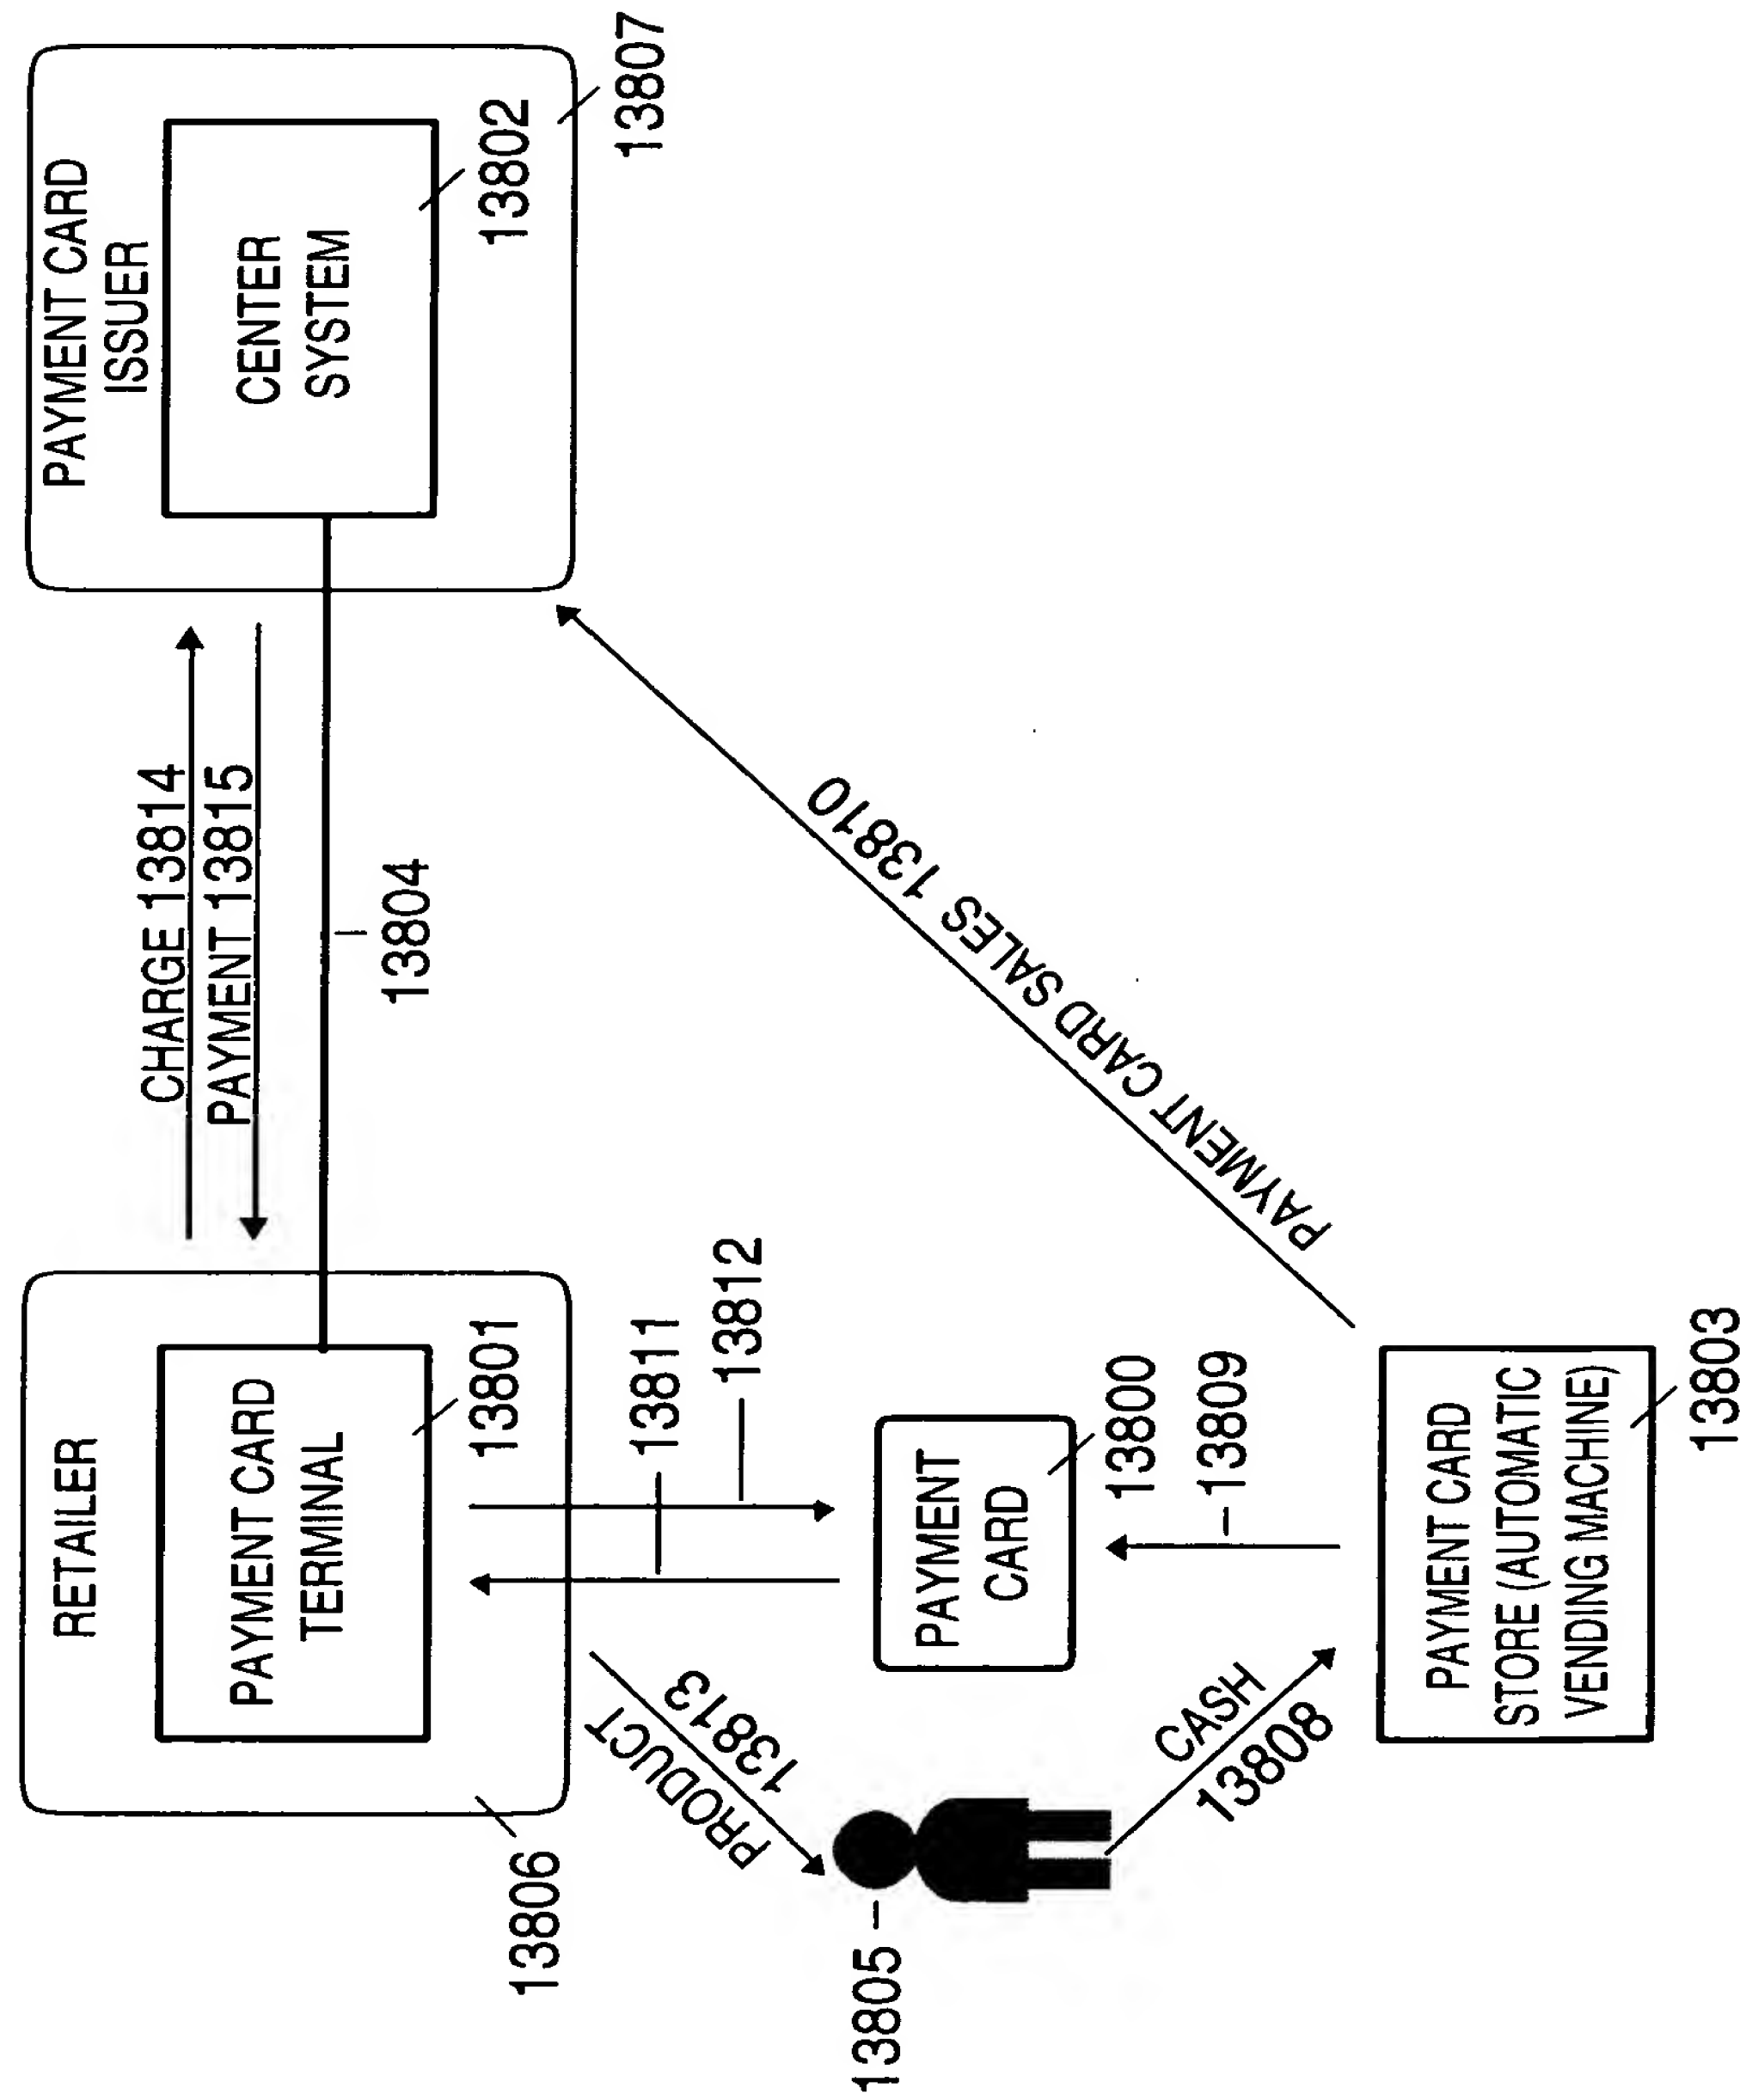 PAYMENT CARD
ISSUER
CENTER
SYSTEM
13802
13807
CHARGE 13814
PAYMENT 13815
13804
PAYMENT CARD SALES 13810
RETAILER
PAYMENT CARD
TERMINAL
13801
13806
13811
13812
PRODUCT
13813
PAYMENT
CARD
13800
13809
13805
CASH
13808
PAYMENT CARD
STORE (AUTOMATIC
VENDING MACHINE)
13803